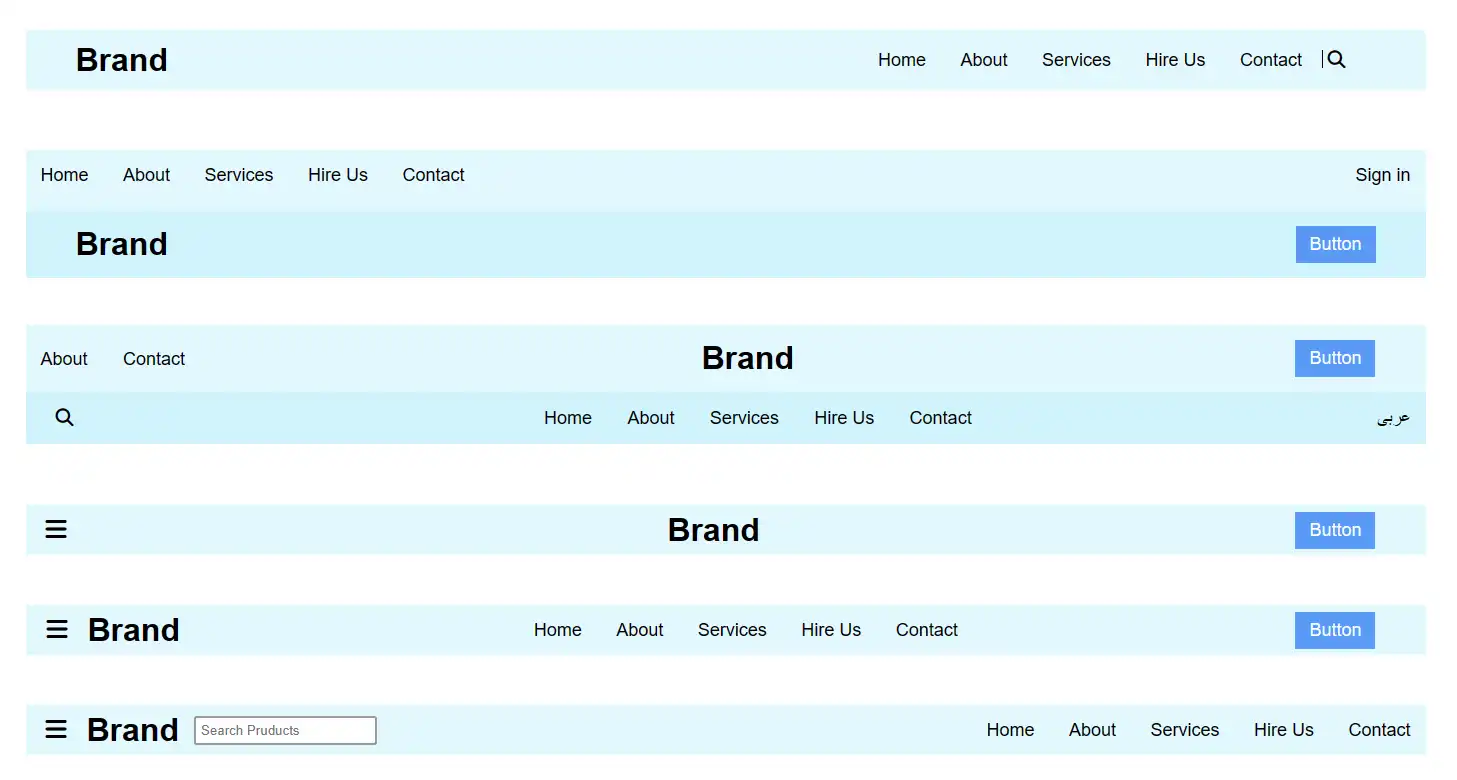 Brand Home About Services Hire Us Contact
Home About Services Hire Us Contact Sign in
Brand Button
About Contact Brand Button
Home About Services Hire Us Contact عربي
Brand Button
Brand Home About Services Hire Us Contact Button
Brand Search Pruducts Home About Services Hire Us Contact